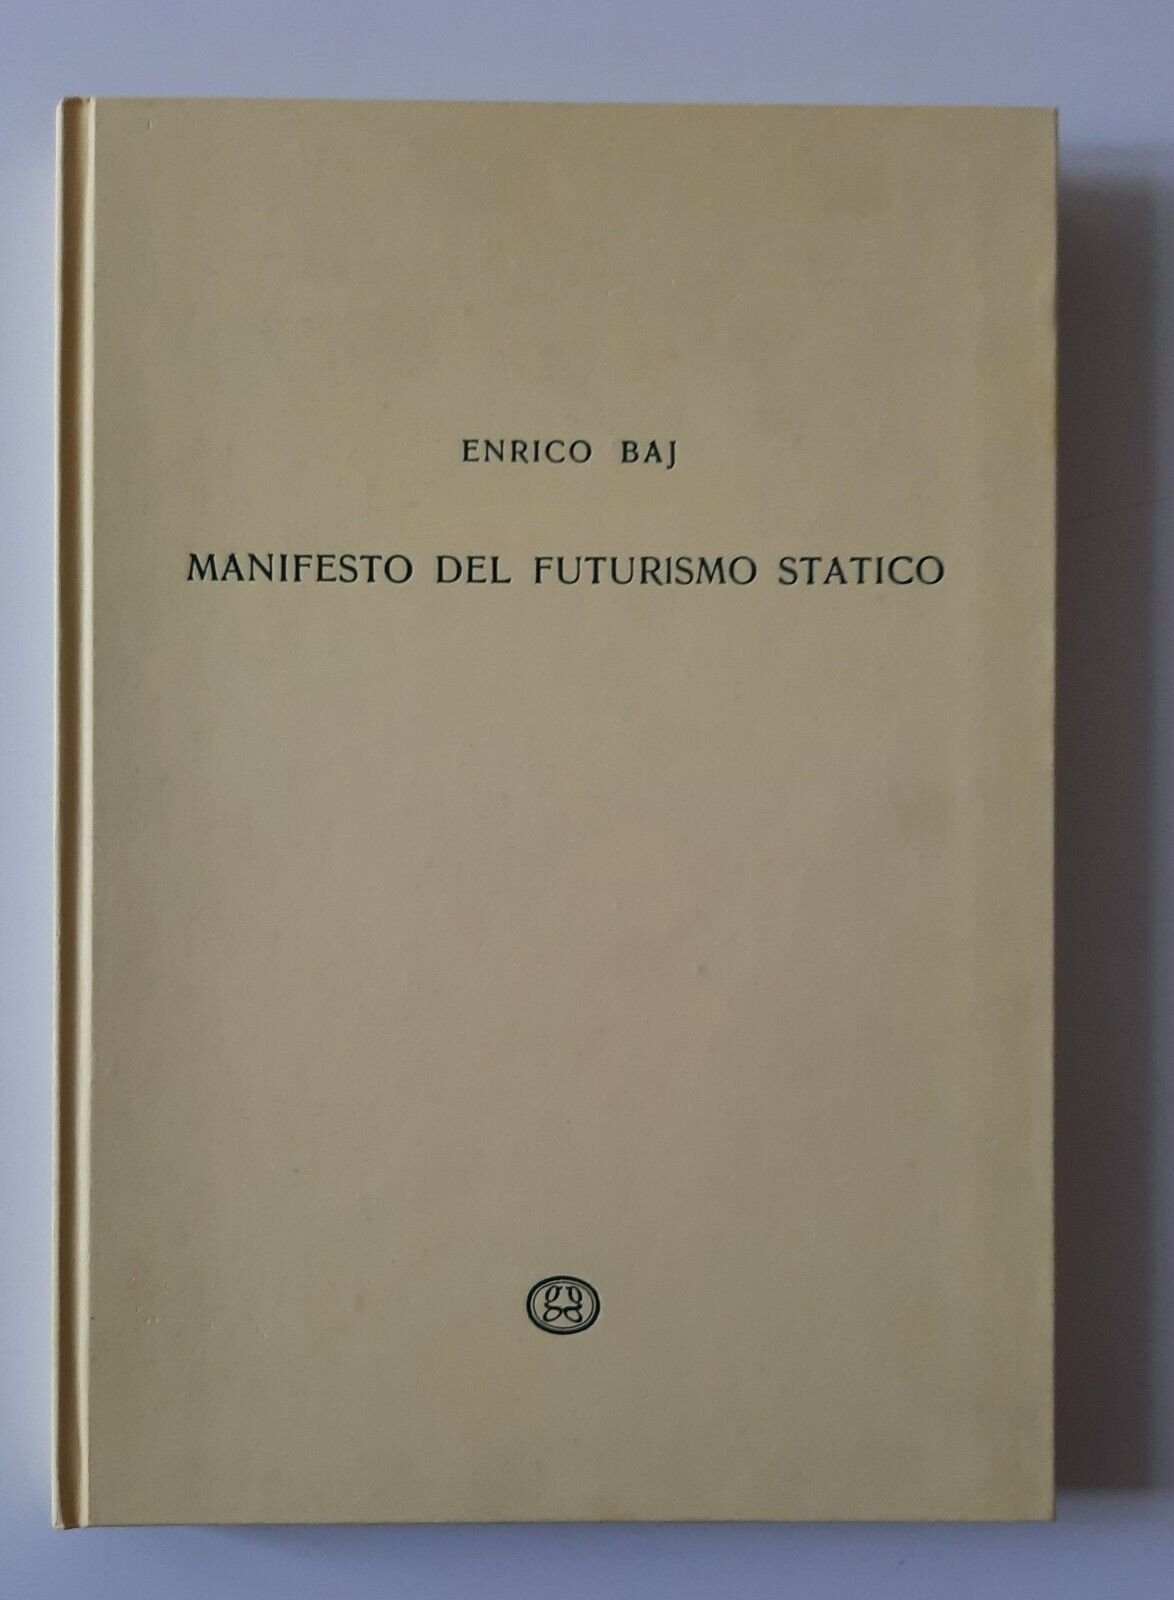 ENRICO BAJ
MANIFESTO DEL FUTURISMO STATICO